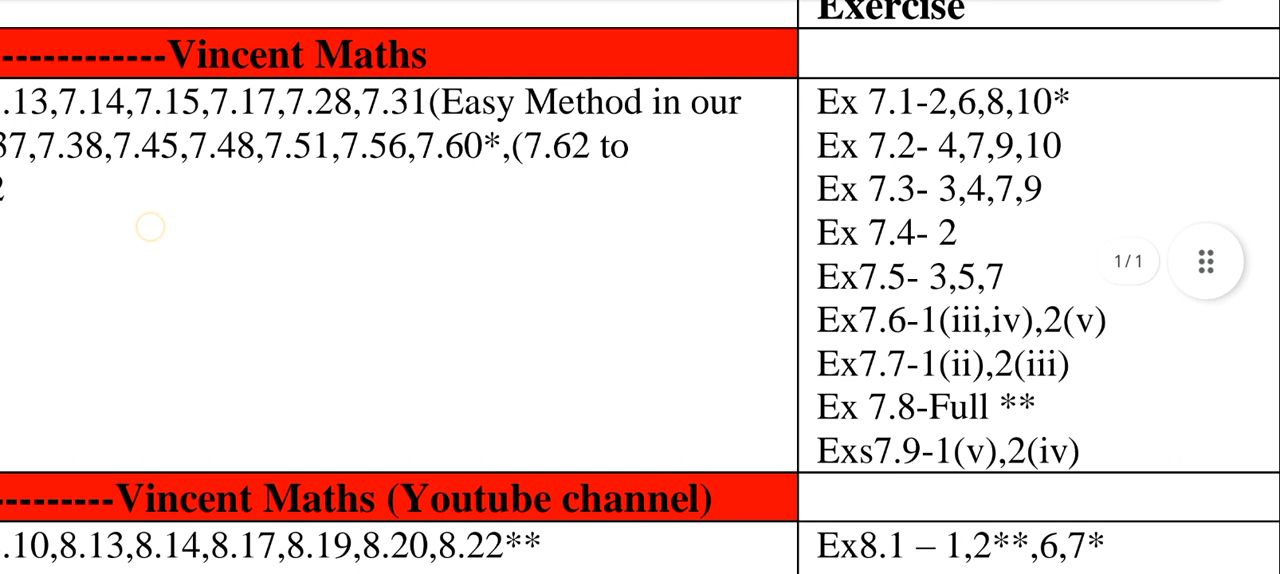 Exercise
------------Vincent Maths
.13,7.14,7.15,7.17,7.28,7.31(Easy Method in our
37,7.38,7.45,7.48,7.51,7.56,7.60*,(7.62 to
2
Ex 7.1-2,6,8,10*
Ex 7.2- 4,7,9,10
Ex 7.3- 3,4,7,9
Ex 7.4- 2
Ex7.5- 3,5,7
Ex7.6-1(iii,iv),2(v)
Ex7.7-1(ii),2(iii)
Ex 7.8-Full **
Exs7.9-1(v),2(iv)
1/1
---------Vincent Maths (Youtube channel)
.10,8.13,8.14,8.17,8.19,8.20,8.22**
Ex8.1 – 1,2**,6,7*